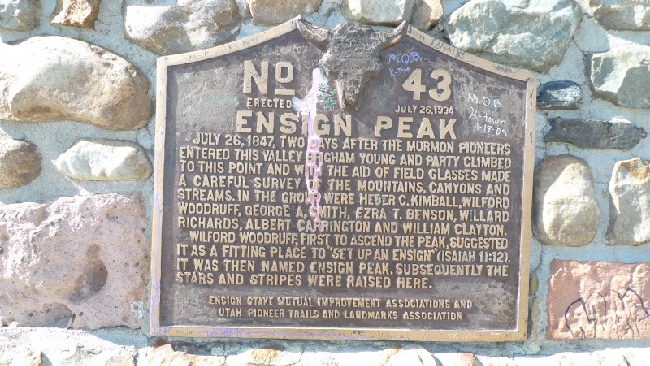 No 43
ERECTED JULY 26, 1934
ENSIGN PEAK
JULY 26, 1847, TWO DAYS AFTER THE MORMON PIONEERS
ENTERED THIS VALLEY, BRIGHAM YOUNG AND PARTY CLIMBED
TO THIS POINT AND WITH THE AID OF FIELD GLASSES MADE
A CAREFUL SURVEY OF THE MOUNTAINS, CANYONS AND
STREAMS. IN THE GROUP WERE HEBER C. KIMBALL, WILFORD
WOODRUFF, GEORGE A. SMITH, EZRA T. BENSON, WILLARD
RICHARDS, ALBERT CARRINGTON AND WILLIAM CLAYTON.
WILFORD WOODRUFF, FIRST TO ASCEND THE PEAK, SUGGESTED
IT AS A FITTING PLACE TO "SET UP AN ENSIGN" (ISAIAH 11:12).
IT WAS THEN NAMED ENSIGN PEAK. SUBSEQUENTLY THE
STARS AND STRIPES WERE RAISED HERE.
ENSIGN STAKE MUTUAL IMPROVEMENT ASSOCIATIONS AND
UTAH PIONEER TRAILS AND LANDMARKS ASSOCIATION
M.O.B.
M.O.B.